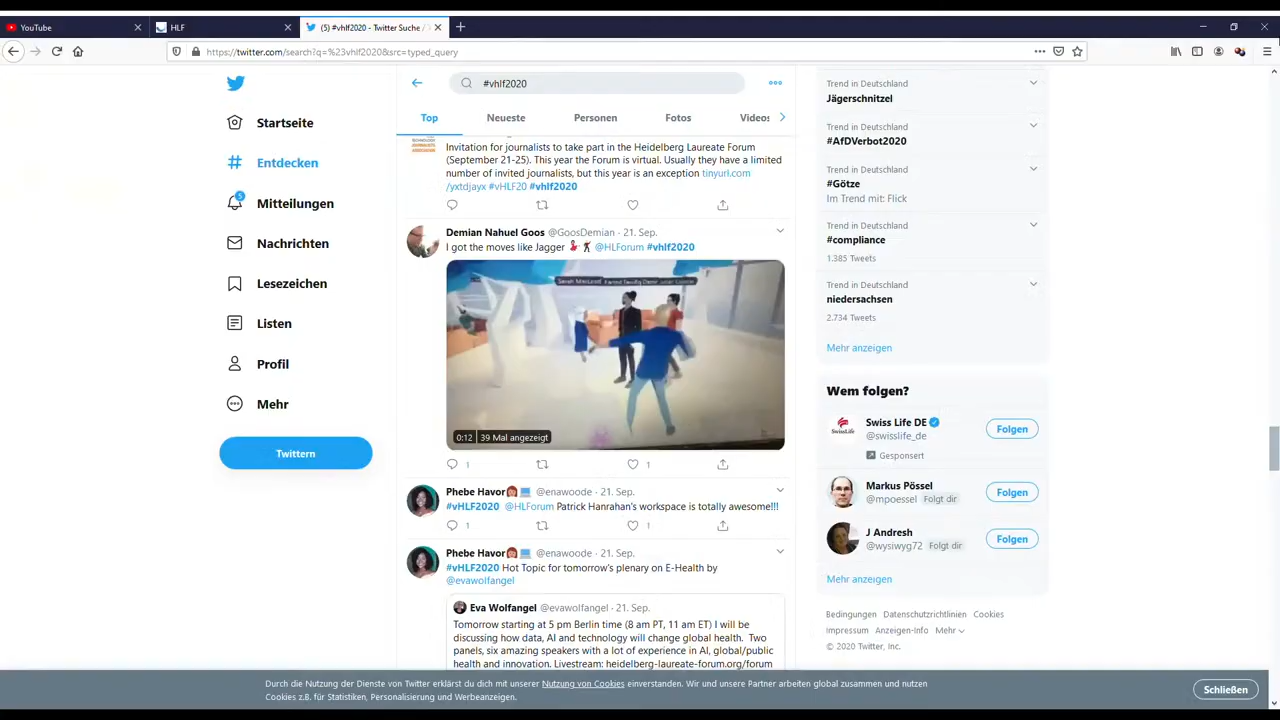 YouTube
HLF
(5) #vhlf2020 - Twitter Suche /
https://twitter.com/search?q=%23vhlf2020&src=typed_query
Startseite
Entdecken
5
Mitteilungen
Nachrichten
Lesezeichen
Listen
Profil
Mehr
Twittern
#vhlf2020
Top
Neueste
Personen
Fotos
Videos
Invitation for journalists to take part in the Heidelberg Laureate Forum
(September 21-25). This year the Forum is virtual. Usually they have a limited
number of invited journalists, but this year is an exception tinyurl.com
/yxtdjayx #vHLF20 #vhlf2020
Demian Nahuel Goos @GoosDemian · 21. Sep.
I got the moves like Jagger @HLForum #vhlf2020
0:12 39 Mal angezeigt
1
1
Phebe Havor @enawoode · 21. Sep.
#vHLF2020 @HLForum Patrick Hanrahan's workspace is totally awesome!!!
1
1
Phebe Havor @enawoode · 21. Sep.
#vHLF2020 Hot Topic for tomorrow's plenary on E-Health by
@evawolfangel
Eva Wolfangel @evawolfangel · 21. Sep.
Tomorrow starting at 5 pm Berlin time (8 am PT, 11 am ET) I will be
discussing how data, AI and technology will change global health. Two
panels, six amazing speakers with a lot of experience in AI, global/public
health and innovation. Livestream: heidelberg-laureate-forum.org/forum
Trend in Deutschland
Jägerschnitzel
Trend in Deutschland
#AfDVerbot2020
Trend in Deutschland
#Götze
Im Trend mit: Flick
Trend in Deutschland
#compliance
1.385 Tweets
Trend in Deutschland
niedersachsen
2.734 Tweets
Mehr anzeigen
Wem folgen?
Swiss Life DE
@swisslife_de
Gesponsert
Folgen
Markus Pössel
@mpoessel Folgt dir
Folgen
J Andresh
@wysiwyg72 Folgt dir
Folgen
Mehr anzeigen
Bedingungen Datenschutzrichtlinien Cookies
Impressum Anzeigen-Info Mehr
© 2020 Twitter, Inc.
Durch die Nutzung der Dienste von Twitter erklärst du dich mit unserer Nutzung von Cookies einverstanden. Wir und unsere Partner arbeiten global zusammen und nutzen
Cookies z.B. für Statistiken, Personalisierung und Werbeanzeigen.
Schließen